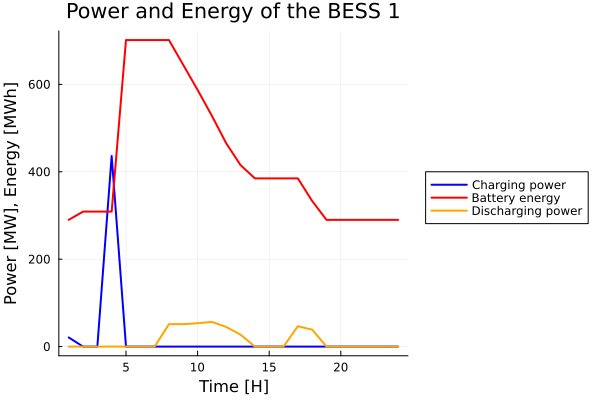 Power and Energy of the BESS 1
Power [MW], Energy [MWh]
600
400
200
0
5
10
15
20
Time [H]
Charging power
Battery energy
Discharging power